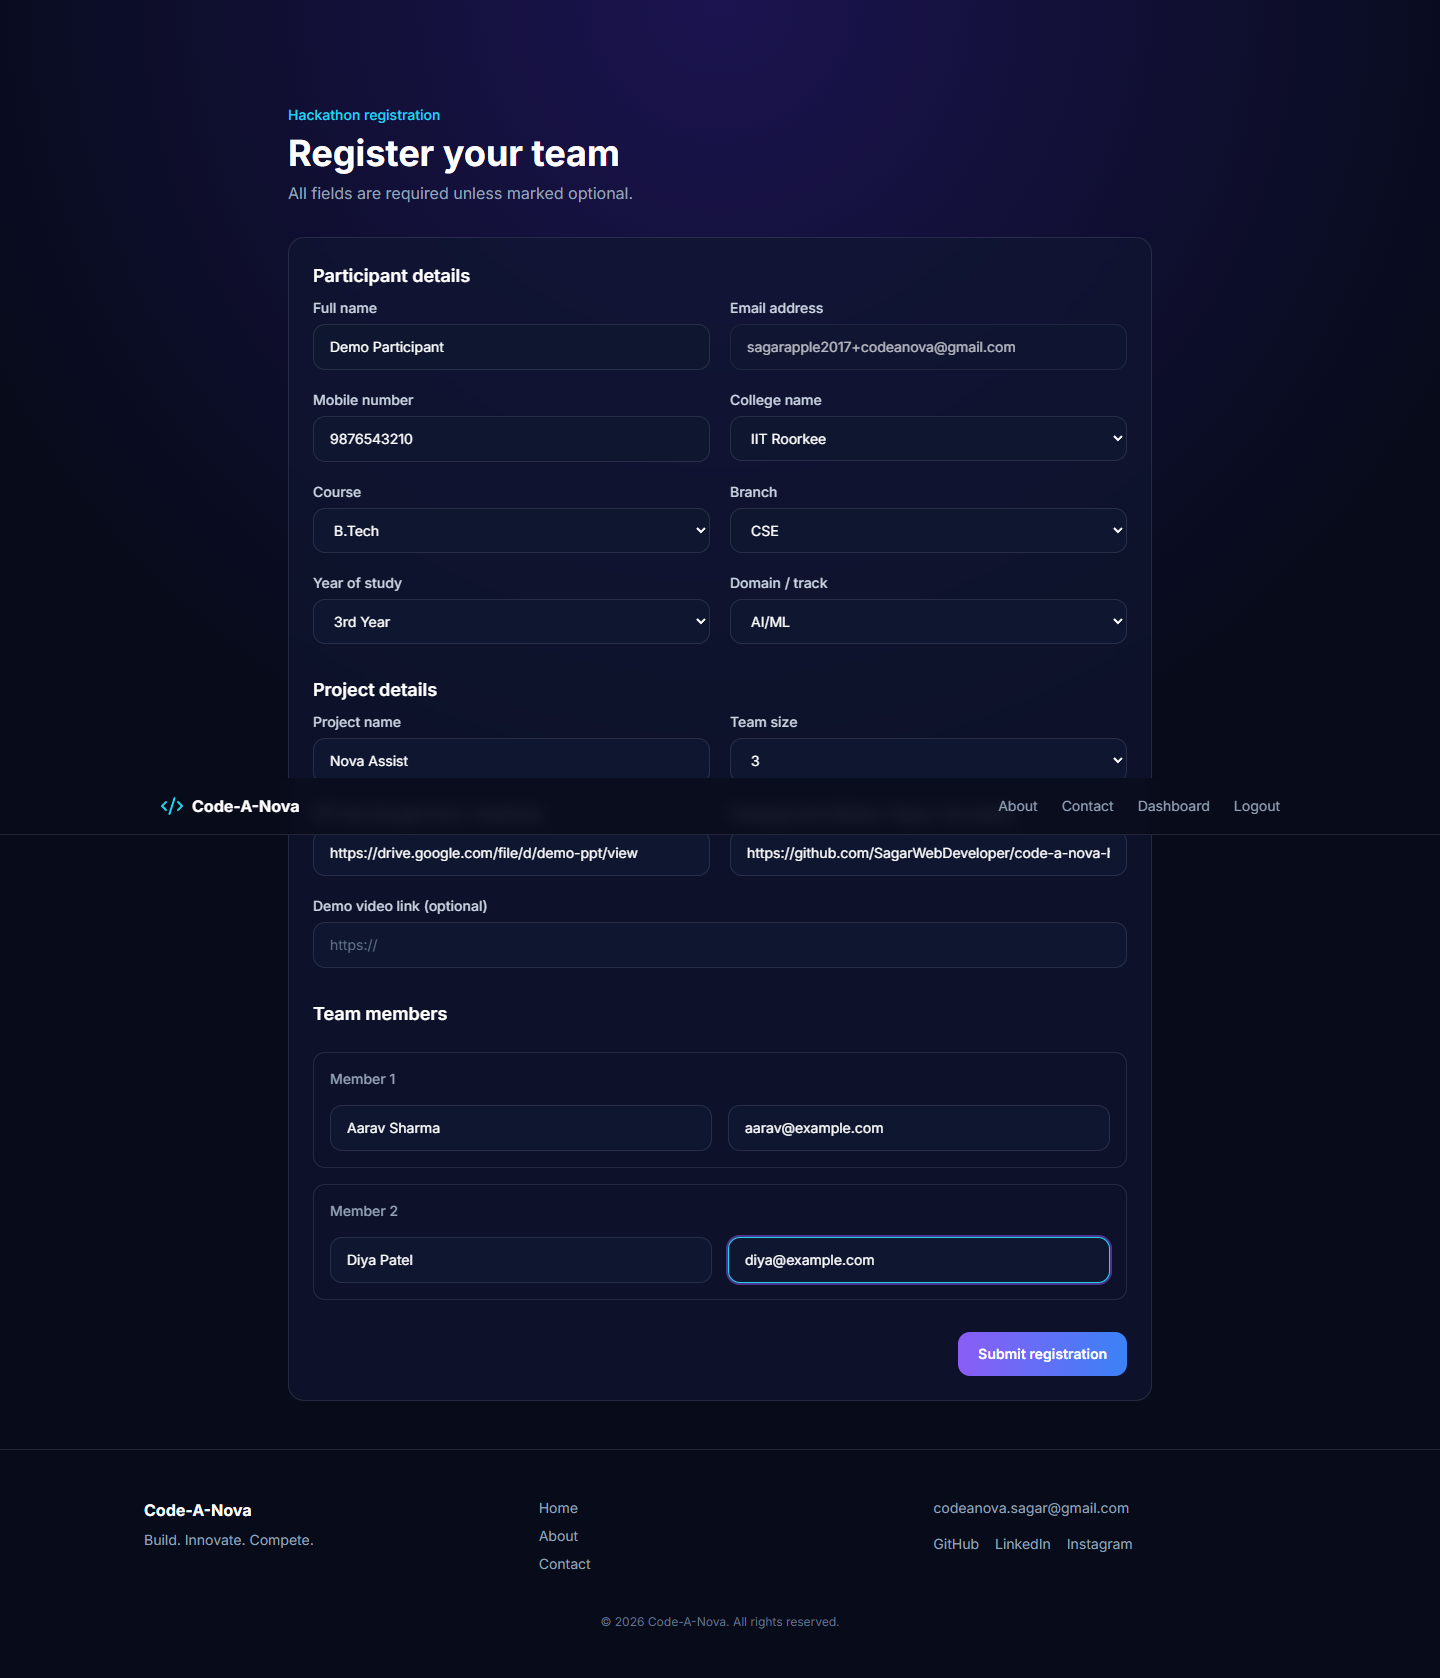 Hackathon registration
Register your team
All fields are required unless marked optional.
Participant details
Full name
Email address
Demo Participant
sagarapple2017+codeanova@gmail.com
Mobile number
College name
9876543210
IIT Roorkee
Course
Branch
B.Tech
CSE
Year of study
Domain / track
3rd Year
AI/ML
Project details
Project name
Team size
Nova Assist
3
Code-A-Nova
About
Contact
Dashboard
Logout
https://drive.google.com/file/d/demo-ppt/view
https://github.com/SagarWebDeveloper/code-a-nova-
Demo video link (optional)
https://
Team members
Member 1
Aarav Sharma
aarav@example.com
Member 2
Diya Patel
diya@example.com
Submit registration
Code-A-Nova
Build. Innovate. Compete.
Home
About
Contact
codeanova.sagar@gmail.com
GitHub LinkedIn Instagram
© 2026 Code-A-Nova. All rights reserved.